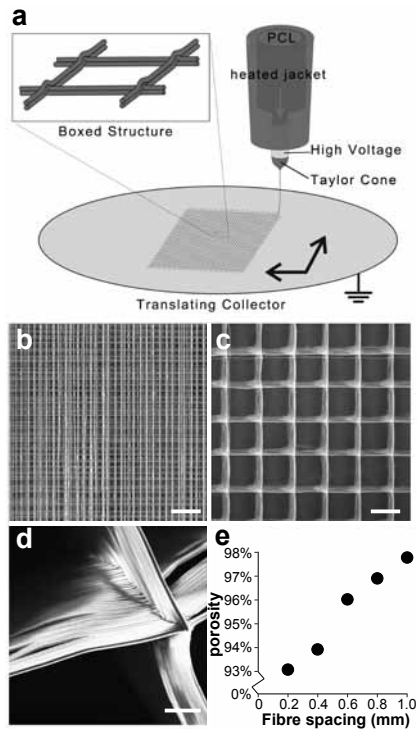 a
PCL
heated jacket
Boxed Structure
High Voltage
Taylor Cone
Translating Collector
b
c
d
e
porosity
98%
97%
96%
95%
94%
93%
0%
0 0.2 0.4 0.6 0.8 1.0
Fibre spacing (mm)